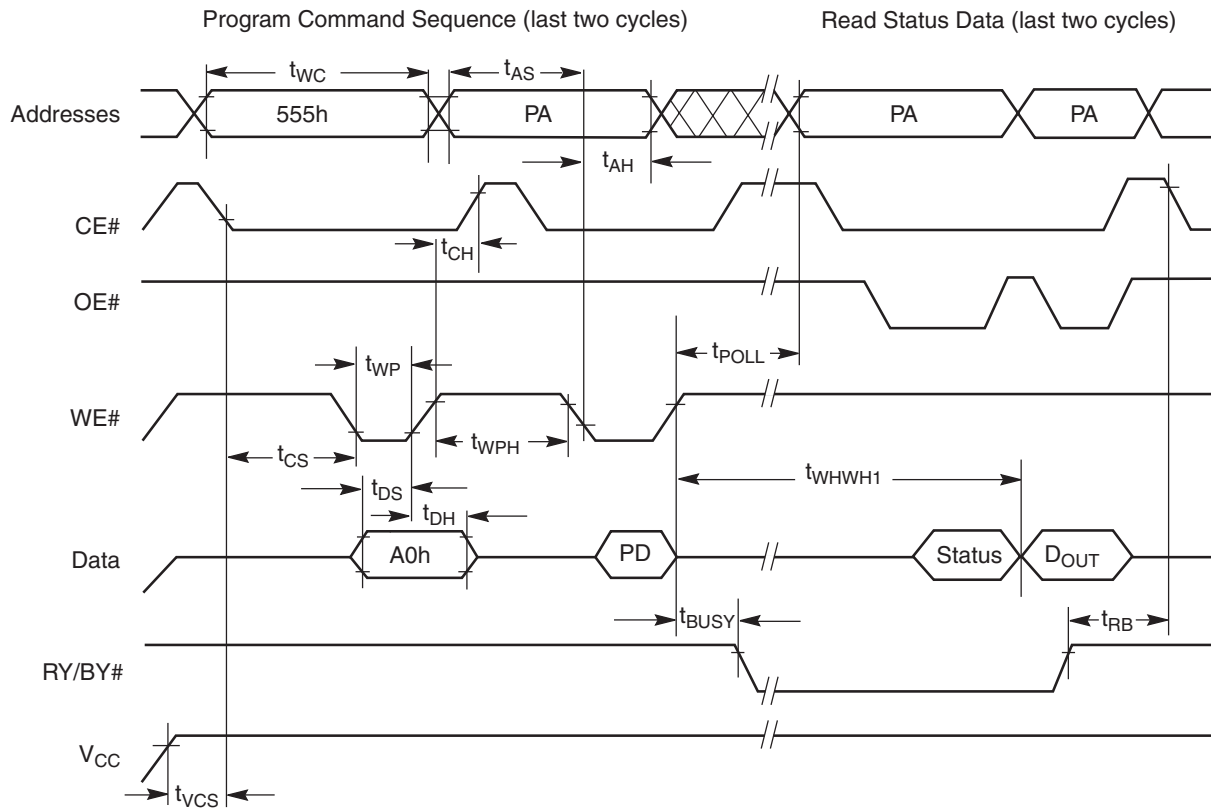 Program Command Sequence (last two cycles) Read Status Data (last two cycles)
tWC tAS
Addresses 555h PA PA PA
tAH
CE#
tCH
OE#
tPOLL
tWP
WE#
tWPH
tCS tWHWH1
tDS
tDH
Data A0h PD Status DOUT
tBUSY tRB
RY/BY#
VCC
tVCS